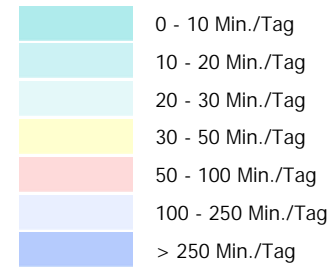 0 - 10 Min./Tag
10 - 20 Min./Tag
20 - 30 Min./Tag
30 - 50 Min./Tag
50 - 100 Min./Tag
100 - 250 Min./Tag
> 250 Min./Tag